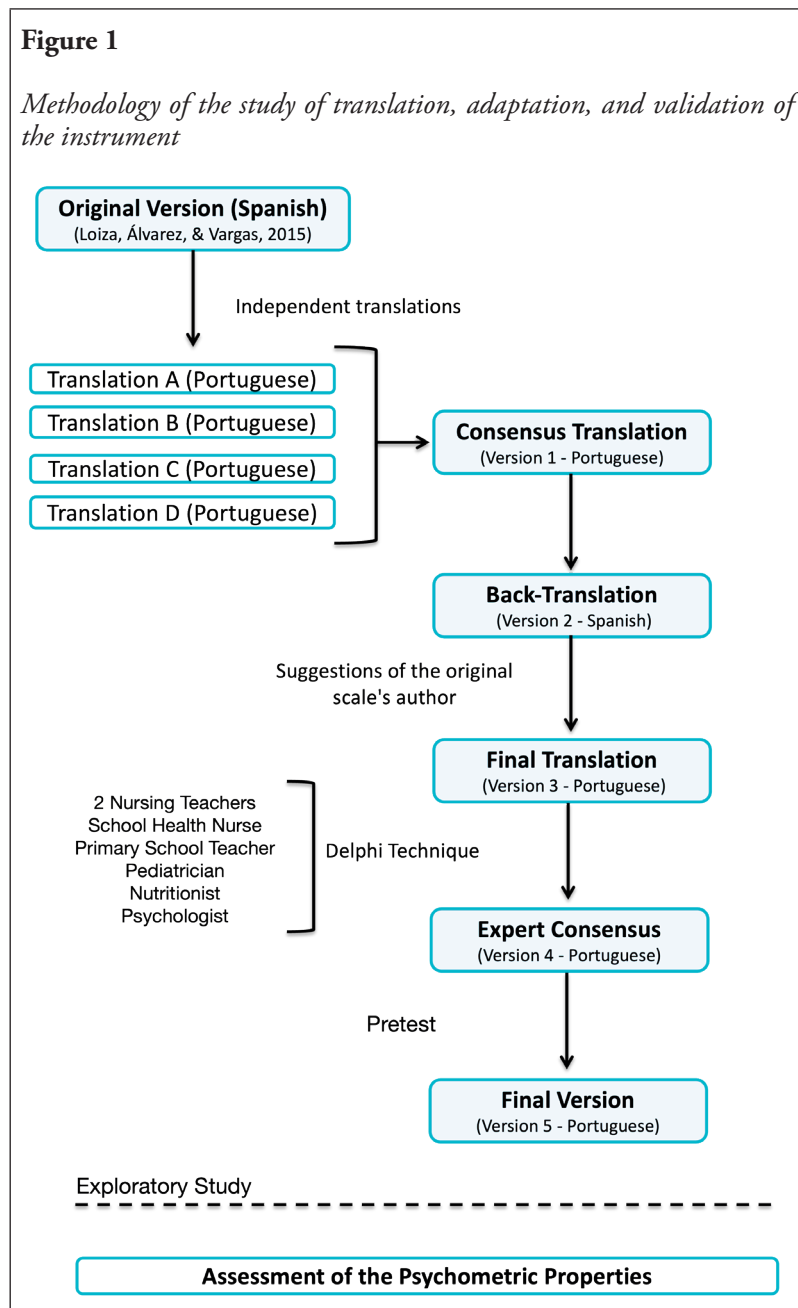 Figure 1
Methodology of the study of translation, adaptation, and validation of
the instrument
Original Version (Spanish)
(Loiza, Álvarez, & Vargas, 2015)
Independent translations
Translation A (Portuguese)
Translation B (Portuguese)
Translation C (Portuguese)
Translation D (Portuguese)
Consensus Translation
(Version 1 - Portuguese)
Back-Translation
(Version 2 - Spanish)
Suggestions of the original
scale's author
Final Translation
(Version 3 - Portuguese)
2 Nursing Teachers
School Health Nurse
Primary School Teacher
Pediatrician
Nutritionist
Psychologist
Delphi Technique
Expert Consensus
(Version 4 - Portuguese)
Pretest
Final Version
(Version 5 - Portuguese)
Exploratory Study
Assessment of the Psychometric Properties